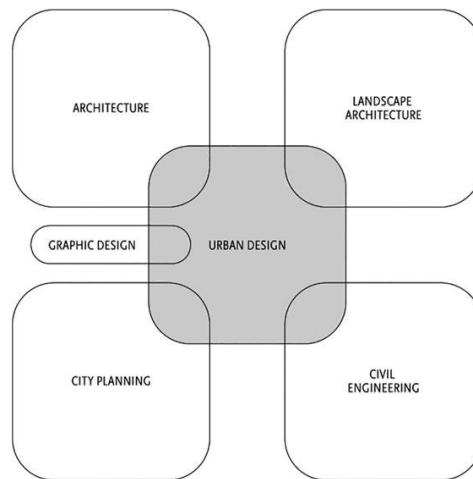 ARCHITECTURE
LANDSCAPE
ARCHITECTURE
GRAPHIC DESIGN
URBAN DESIGN
CITY PLANNING
CIVIL
ENGINEERING